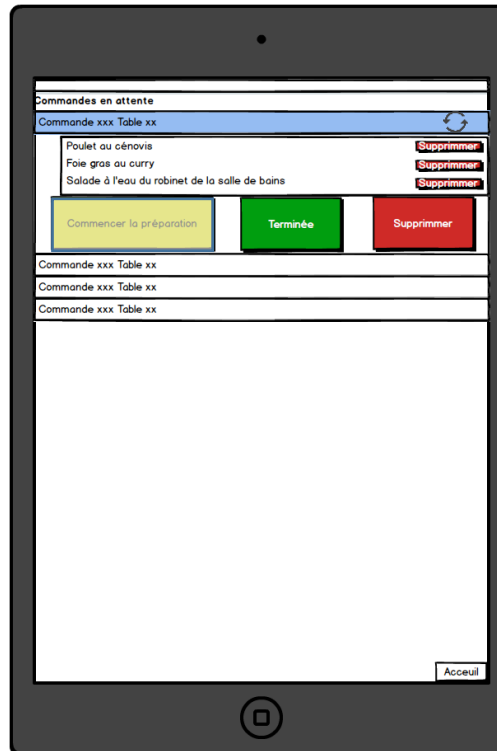 Commandes en attente
Commande xxx Table xx
Poulet au cénovis Supprimmer
Foie gras au curry Supprimmer
Salade à l'eau du robinet de la salle de bains Supprimmer
Commencer la préparation Terminée Supprimmer
Commande xxx Table xx
Commande xxx Table xx
Commande xxx Table xx
Acceuil